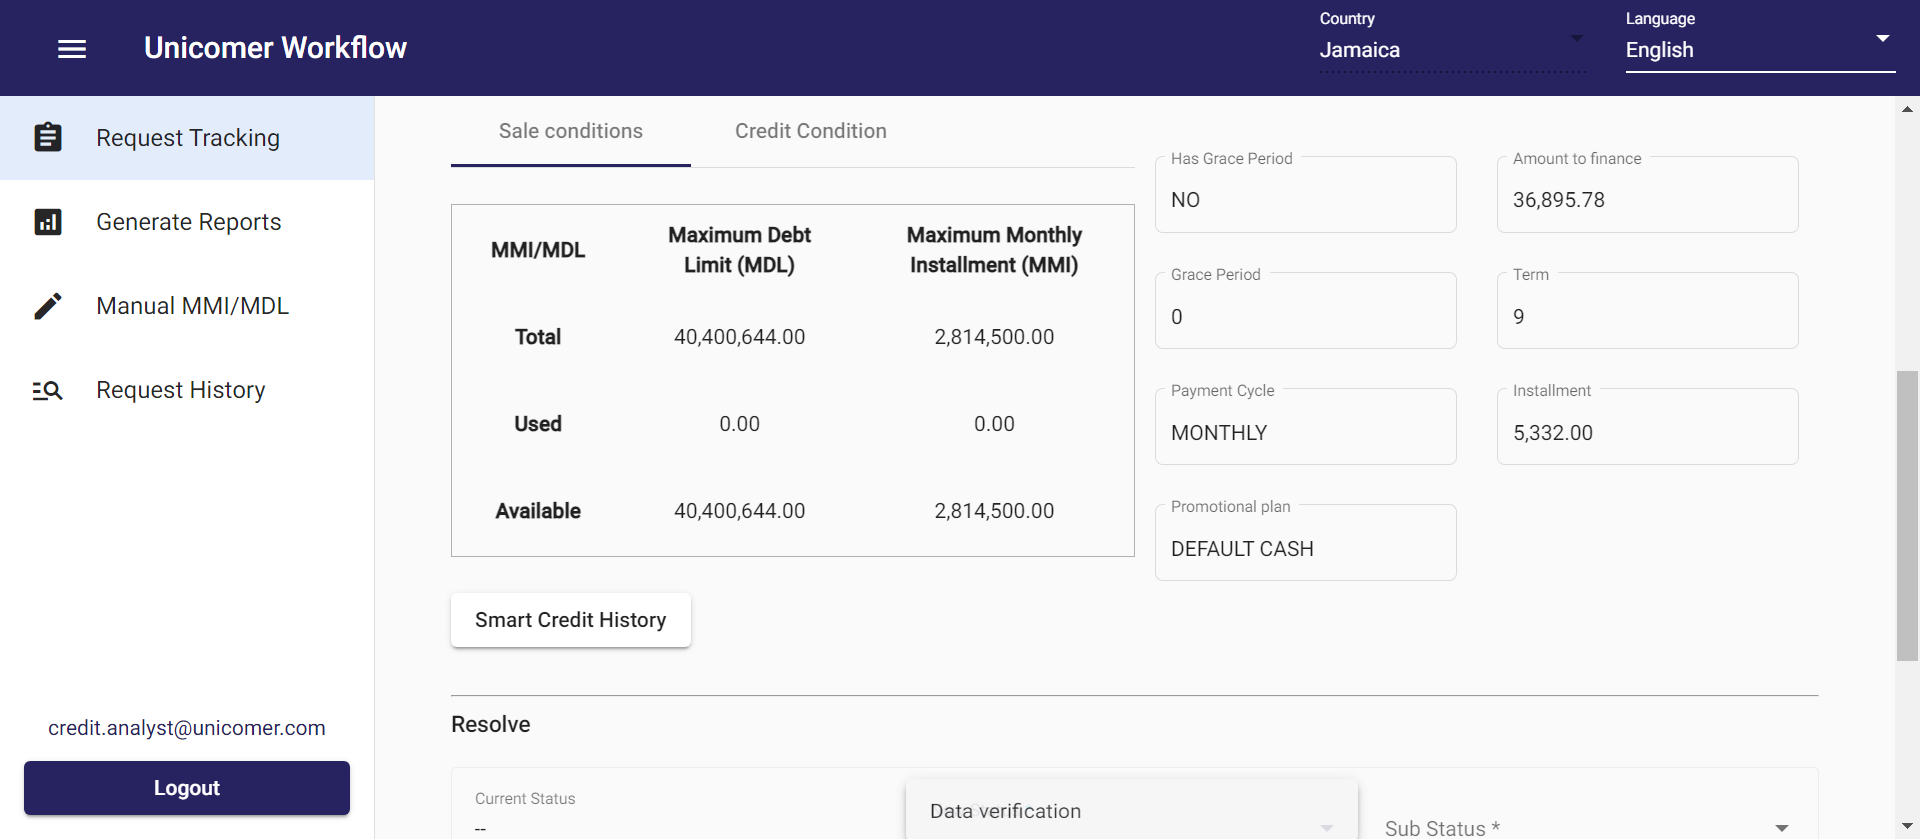 Unicomer Workflow
Country
Jamaica
Language
English
Request Tracking
Generate Reports
Manual MMI/MDL
Request History
credit.analyst@unicomer.com
Logout
Sale conditions
Credit Condition
MMI/MDL
Maximum Debt
Limit (MDL)
Maximum Monthly
Installment (MMI)
Total
40,400,644.00
2,814,500.00
Used
0.00
0.00
Available
40,400,644.00
2,814,500.00
Smart Credit History
Has Grace Period
NO
Amount to finance
36,895.78
Grace Period
0
Term
9
Payment Cycle
MONTHLY
Installment
5,332.00
Promotional plan
DEFAULT CASH
Resolve
Current Status
--
Data verification
Sub Status *